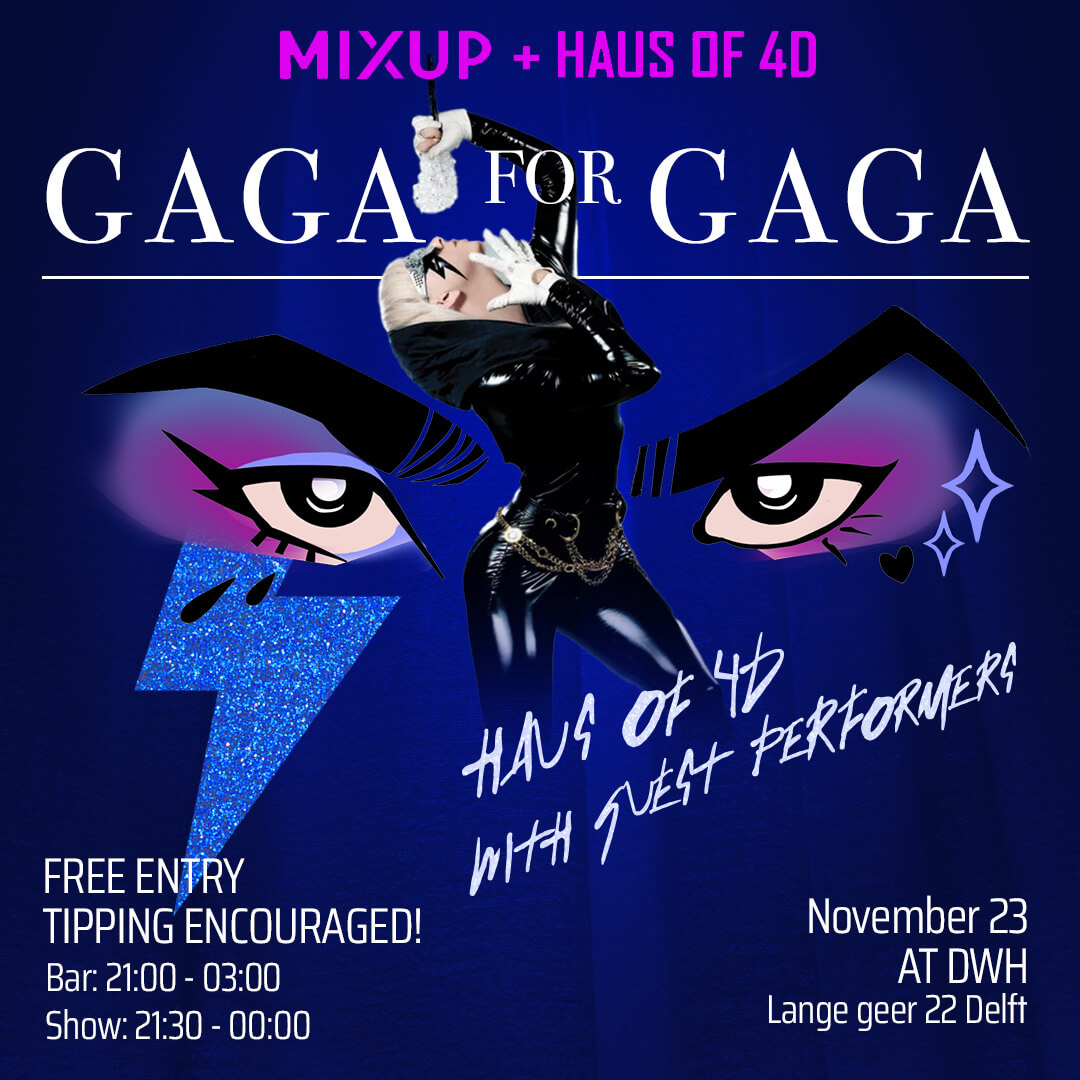 MIXUP + HAUS OF 4D
GAGA FOR GAGA
HAUS OF 4D
WITH GUEST PERFORMERS
FREE ENTRY
TIPPING ENCOURAGED!
Bar: 21:00 - 03:00
Show: 21:30 - 00:00
November 23
AT DWH
Lange geer 22 Delft